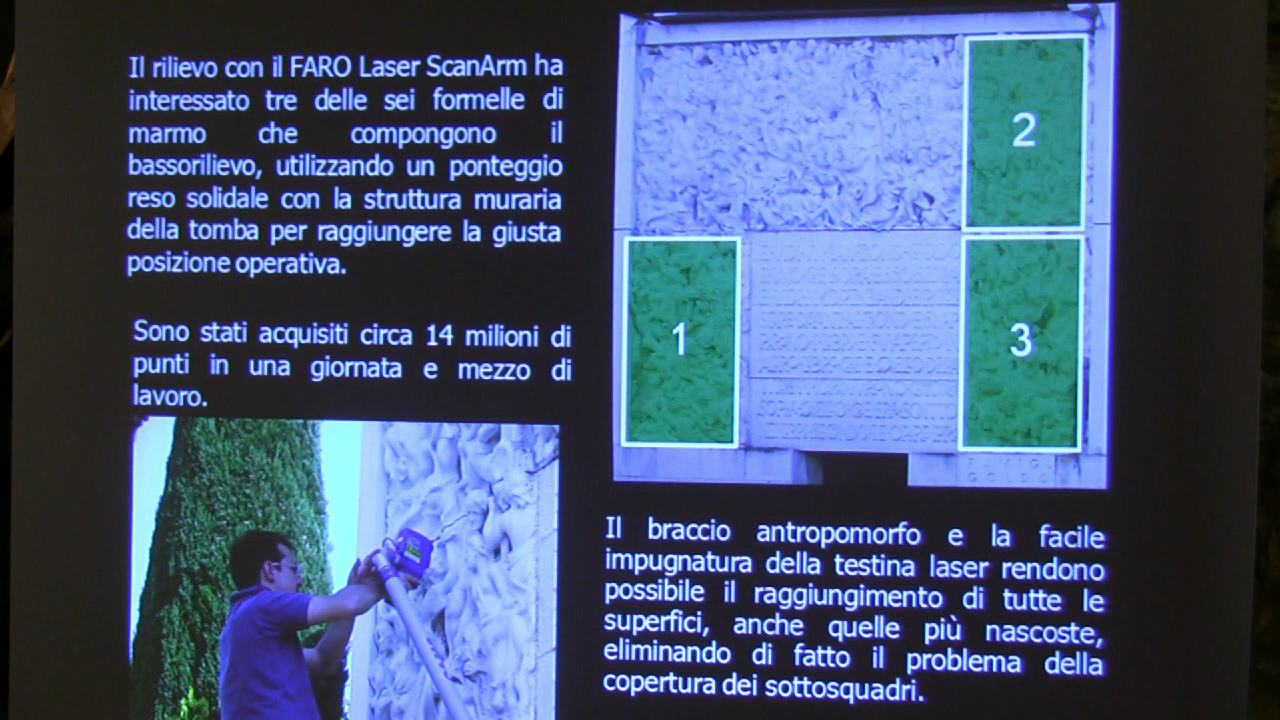 Il rilievo con il FARO Laser ScanArm ha
interessato tre delle sei formelle di
marmo che compongono il
bassorilievo, utilizzando un ponteggio
reso solidale con la struttura muraria
della tomba per raggiungere la giusta
posizione operativa.
Sono stati acquisiti circa 14 milioni di
punti in una giornata e mezzo di
lavoro.
2
1
3
Il braccio antropomorfo e la facile
impugnatura della testina laser rendono
possibile il raggiungimento di tutte le
superfici, anche quelle più nascoste,
eliminando di fatto il problema della
copertura dei sottosquadri.